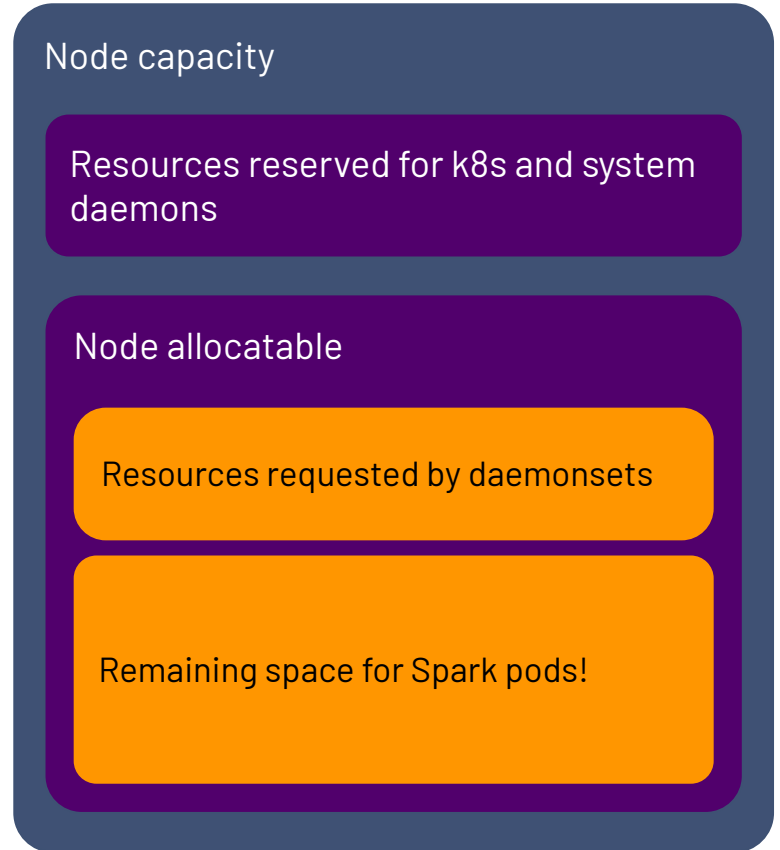 Node capacity
Resources reserved for k8s and system
daemons
Node allocatable
Resources requested by daemonsets
Remaining space for Spark pods!